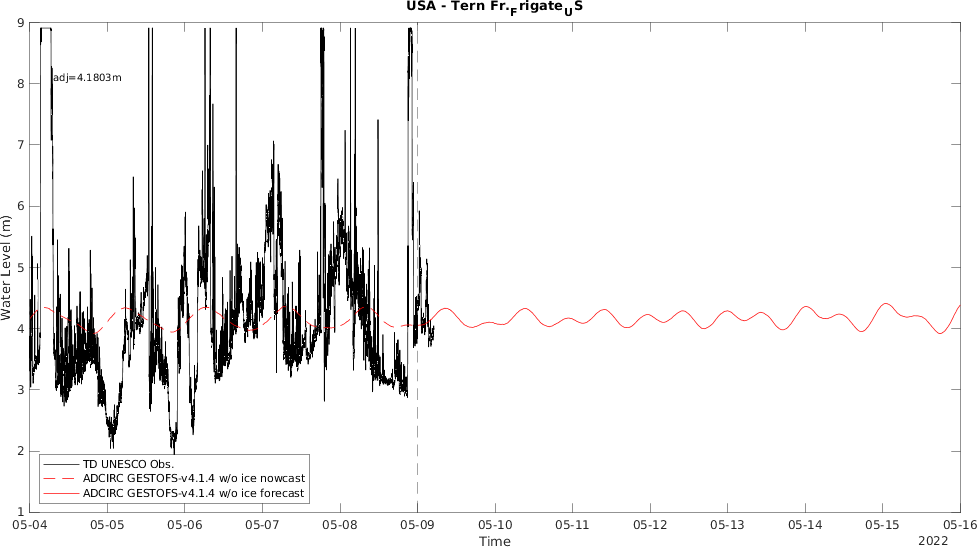 USA - Tern Fr.FrigateUS
9
8
7
6
5
4
3
2
1
Water Level (m)
adj=4.1803m
TD UNESCO Obs.
ADCIRC GESTOFS-v4.1.4 w/o ice nowcast
ADCIRC GESTOFS-v4.1.4 w/o ice forecast
05-04 05-05 05-06 05-07 05-08 05-09 05-10 05-11 05-12 05-13 05-14 05-15 05-16
Time
2022